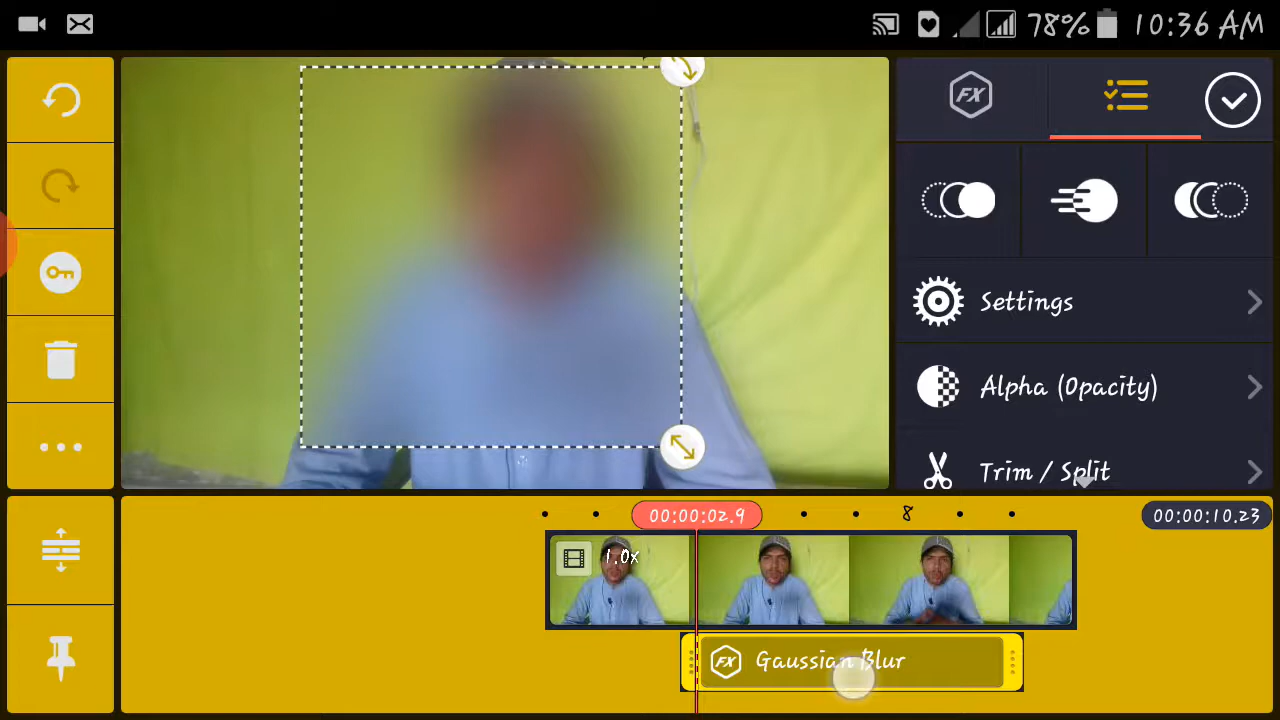 78% 10:36 AM
FX
Settings
Alpha (Opacity)
Trim / Split
00:00:02.9
8
00:00:10.23
1.0x
FX Gaussian Blur